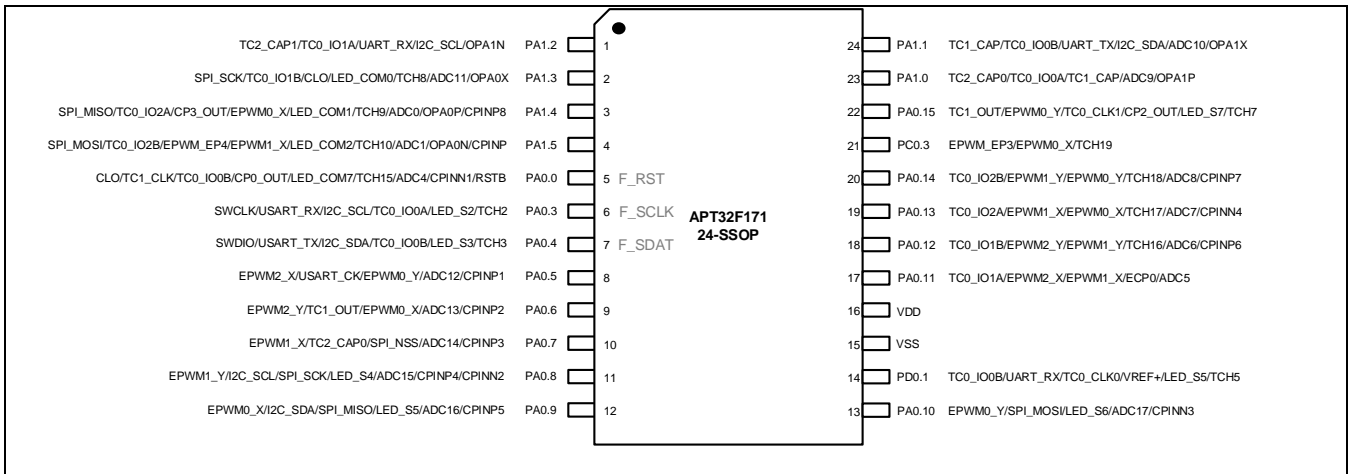 TC2_CAP1/TC0_IO1A/UART_RX/I2C_SCL/OPA1N PA1.2 1
SPI_SCK/TC0_IO1B/CLO/LED_COM0/TCH8/ADC11/OPA0X PA1.3 2
SPI_MISO/TC0_IO2A/CP3_OUT/EPWM0_X/LED_COM1/TCH9/ADC0/OPA0P/CPINP8 PA1.4 3
SPI_MOSI/TC0_IO2B/EPWM_EP4/EPWM1_X/LED_COM2/TCH10/ADC1/OPA0N/CPINP PA1.5 4
CLO/TC1_CLK/TC0_IO0B/CP0_OUT/LED_COM7/TCH15/ADC4/CPINN1/RSTB PA0.0 5 F_RST
SWCLK/USART_RX/I2C_SCL/TC0_IO0A/LED_S2/TCH2 PA0.3 6 F_SCLK
SWDIO/USART_TX/I2C_SDA/TC0_IO0B/LED_S3/TCH3 PA0.4 7 F_SDAT
EPWM2_X/USART_CK/EPWM0_Y/ADC12/CPINP1 PA0.5 8
EPWM2_Y/TC1_OUT/EPWM0_X/ADC13/CPINP2 PA0.6 9
EPWM1_X/TC2_CAP0/SPI_NSS/ADC14/CPINP3 PA0.7 10
EPWM1_Y/I2C_SCL/SPI_SCK/LED_S4/ADC15/CPINP4/CPINN2 PA0.8 11
EPWM0_X/I2C_SDA/SPI_MISO/LED_S5/ADC16/CPINP5 PA0.9 12
APT32F171
24-SSOP
24 PA1.1 TC1_CAP/TC0_IO0B/UART_TX/I2C_SDA/ADC10/OPA1X
23 PA1.0 TC2_CAP0/TC0_IO0A/TC1_CAP/ADC9/OPA1P
22 PA0.15 TC1_OUT/EPWM0_Y/TC0_CLK1/CP2_OUT/LED_S7/TCH7
21 PC0.3 EPWM_EP3/EPWM0_X/TCH19
20 PA0.14 TC0_IO2B/EPWM1_Y/EPWM0_Y/TCH18/ADC8/CPINP7
19 PA0.13 TC0_IO2A/EPWM1_X/EPWM0_X/TCH17/ADC7/CPINN4
18 PA0.12 TC0_IO1B/EPWM2_Y/EPWM1_Y/TCH16/ADC6/CPINP6
17 PA0.11 TC0_IO1A/EPWM2_X/EPWM1_X/ECP0/ADC5
16 VDD
15 VSS
14 PD0.1 TC0_IO0B/UART_RX/TC0_CLK0/VREF+/LED_S5/TCH5
13 PA0.10 EPWM0_Y/SPI_MOSI/LED_S6/ADC17/CPINN3